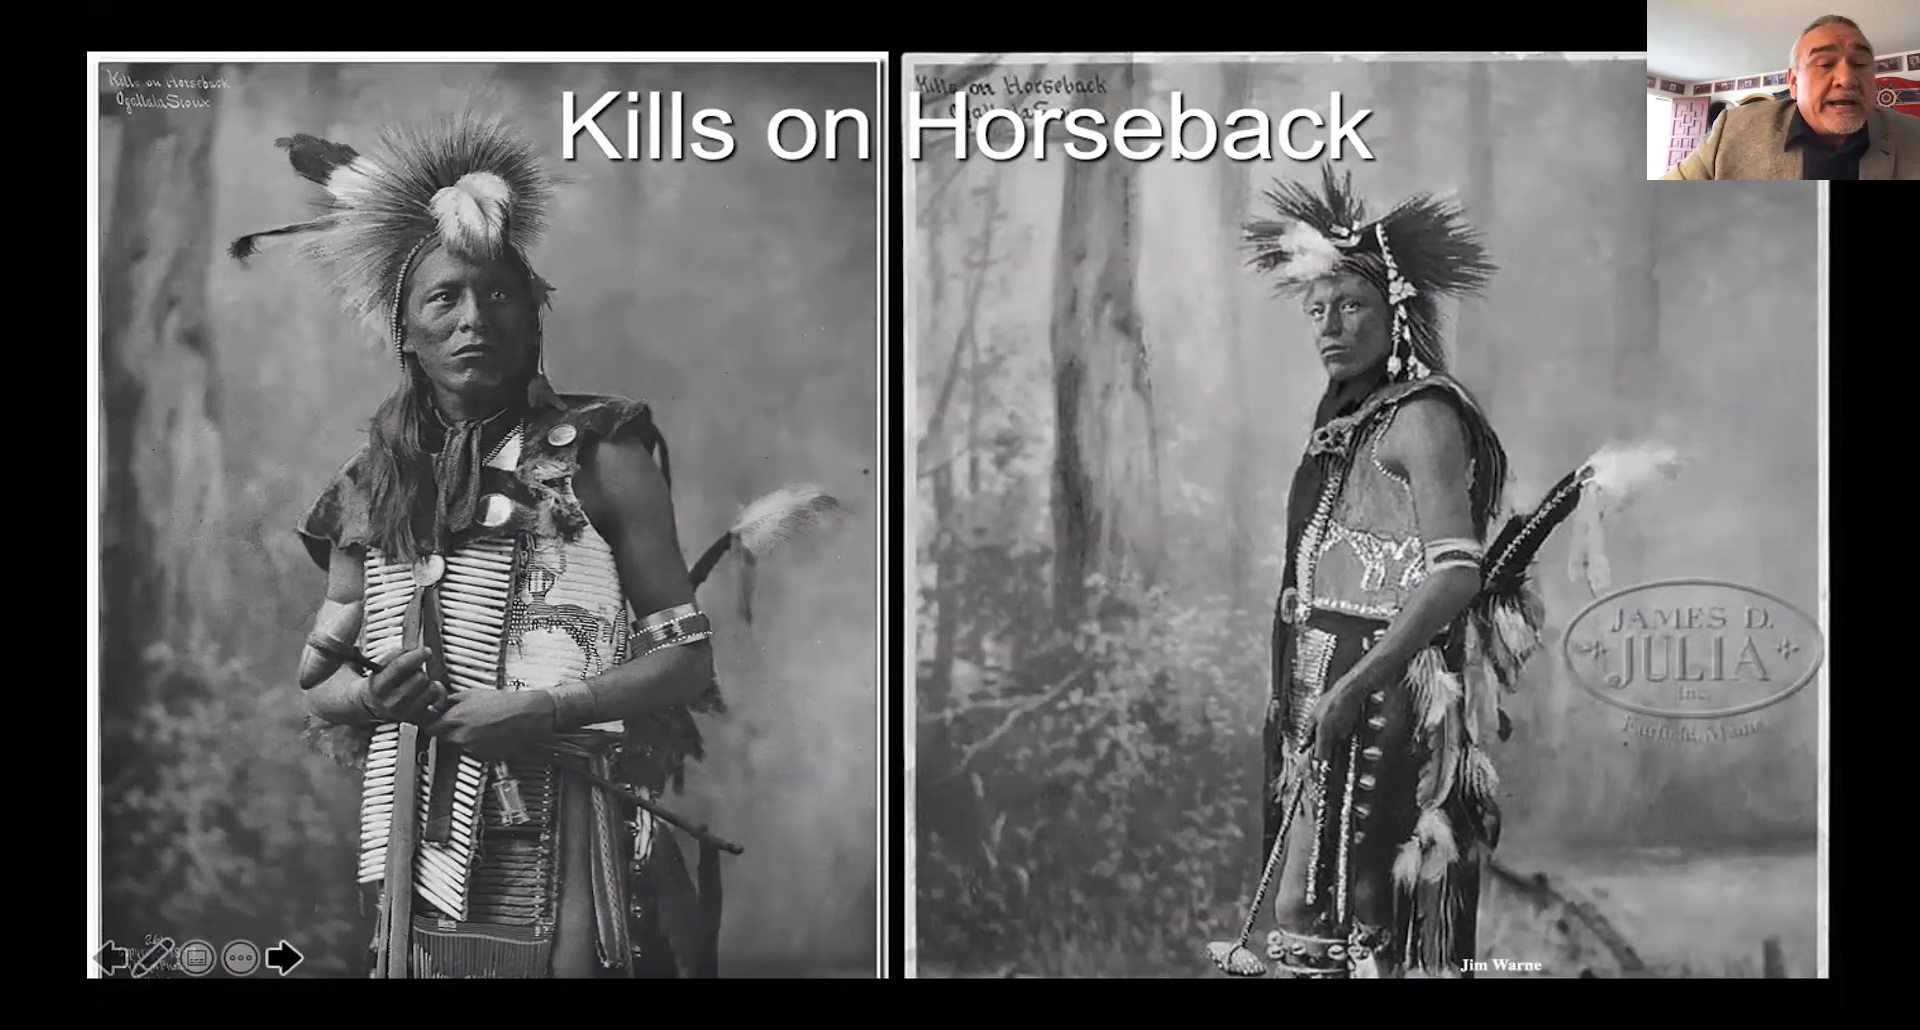 Kills on Horseback
Kills on Horseback
Ogallala Sioux
Kills on Horseback
JAMES D.
JULIA
Inc.
Fairfield, Maine
Jim Warne